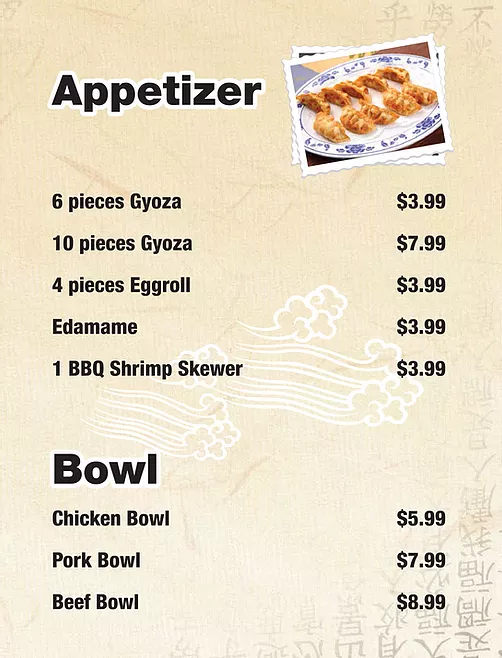 Appetizer
6 pieces Gyoza $3.99
10 pieces Gyoza $7.99
4 pieces Eggroll $3.99
Edamame $3.99
1 BBQ Shrimp Skewer $3.99
Bowl
Chicken Bowl $5.99
Pork Bowl $7.99
Beef Bowl $8.99